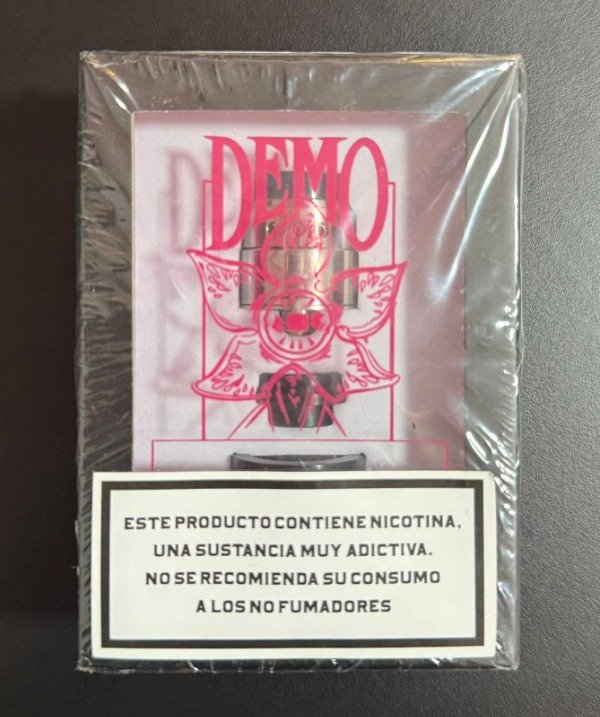 DEMO
ESTE PRODUCTO CONTIENE NICOTINA,
UNA SUSTANCIA MUY ADICTIVA.
NO SE RECOMIENDA SU CONSUMO
A LOS NO FUMADORES